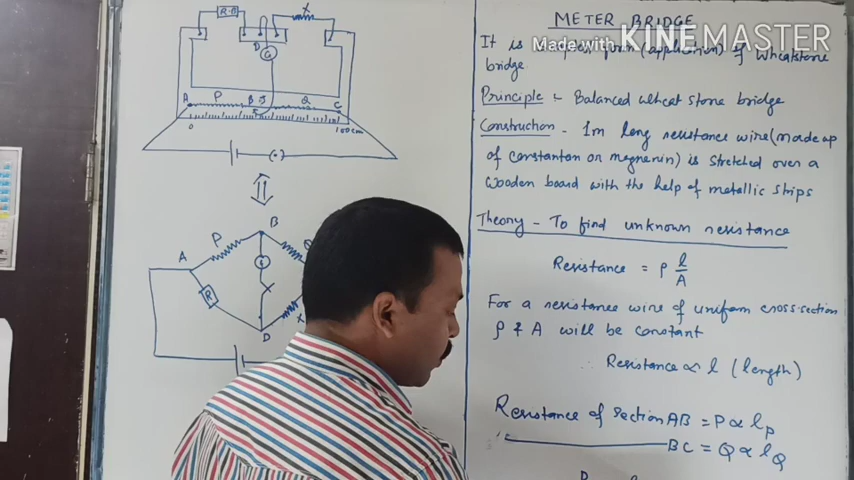 METER BRIDGE
Made with KINEMASTER
It is (application) of Wheatstone
bridge
Principle :- Balanced wheat stone bridge
Construction - 1m long resistance wire (made up
of constantan or magnenin) is stretched over a
wooden board with the help of metallic strips
Theory - To find unknown resistance
Resistance = ρ l/A
For a resistance wire of uniform cross-section
ρ & A will be constant
∴ Resistance ∝ l (length)
Resistance of section AB = P ∝ lP
BC = Q ∝ lQ
R.B
X
D
G
A P B J Q C
0 100cm
(•)
B
P
A
G
R
X
D